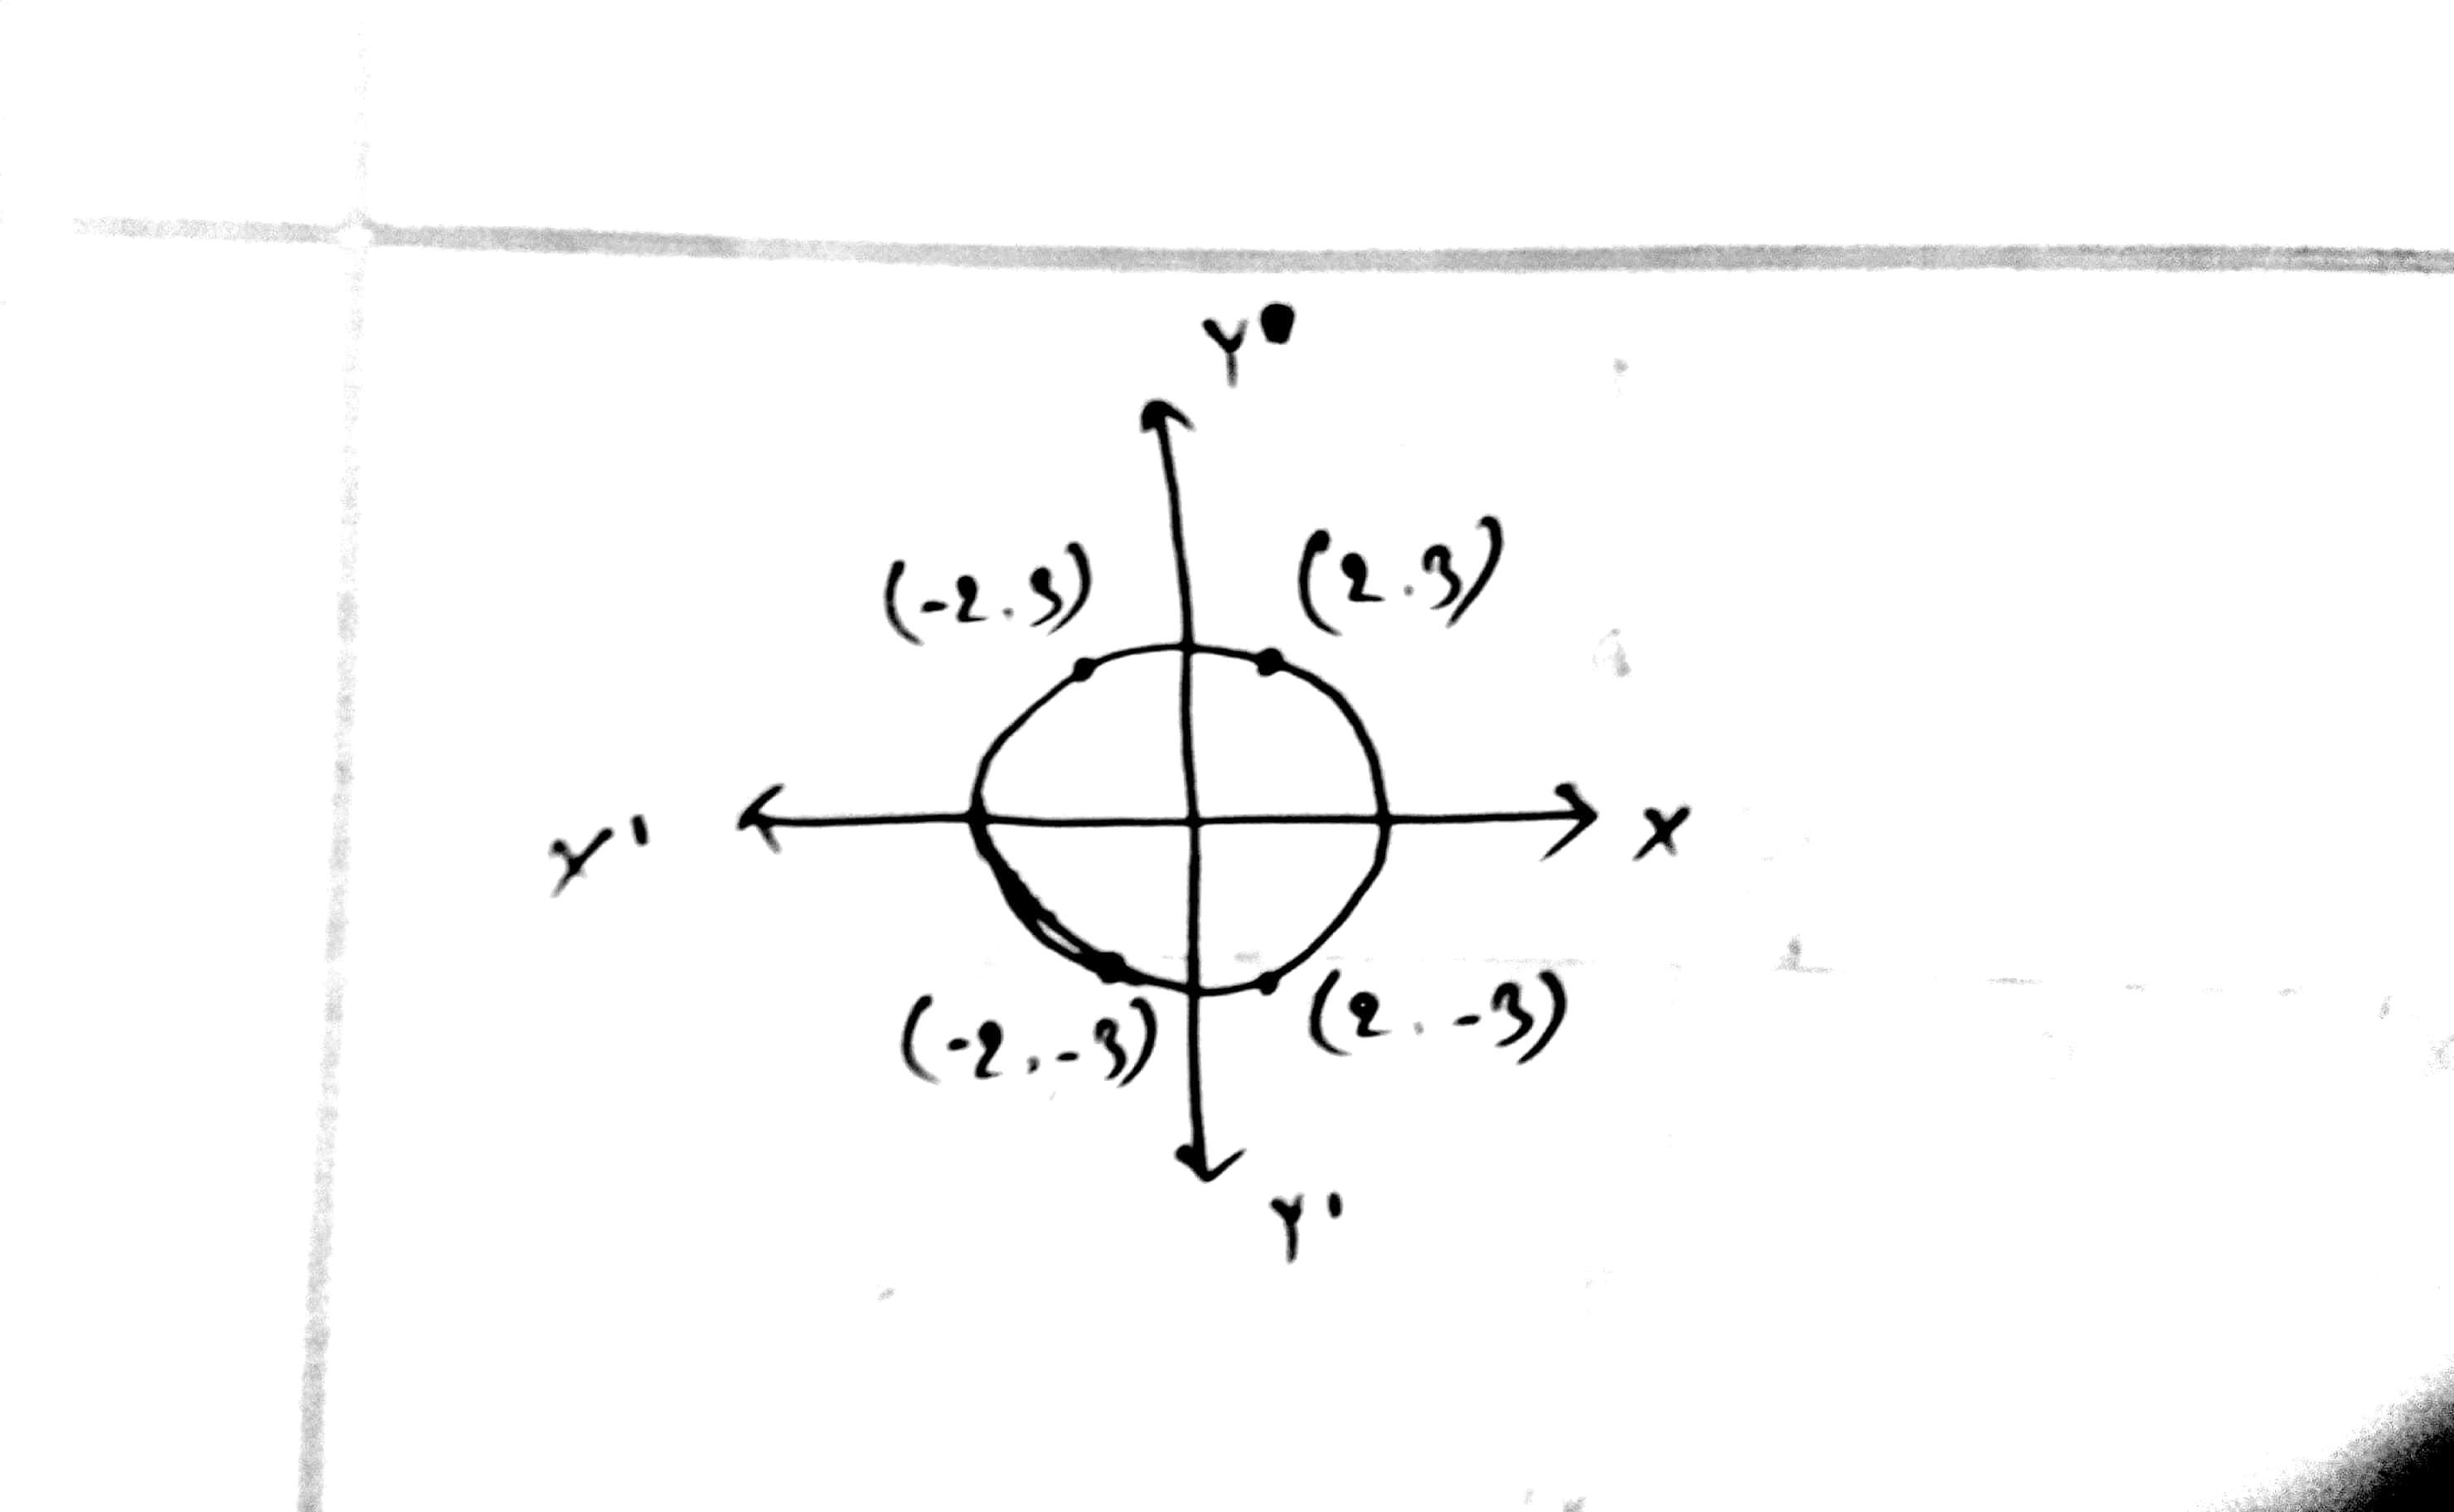 Y
(-2.3) (2.3)
x' X
(-2,-3) (2.-3)
Y'